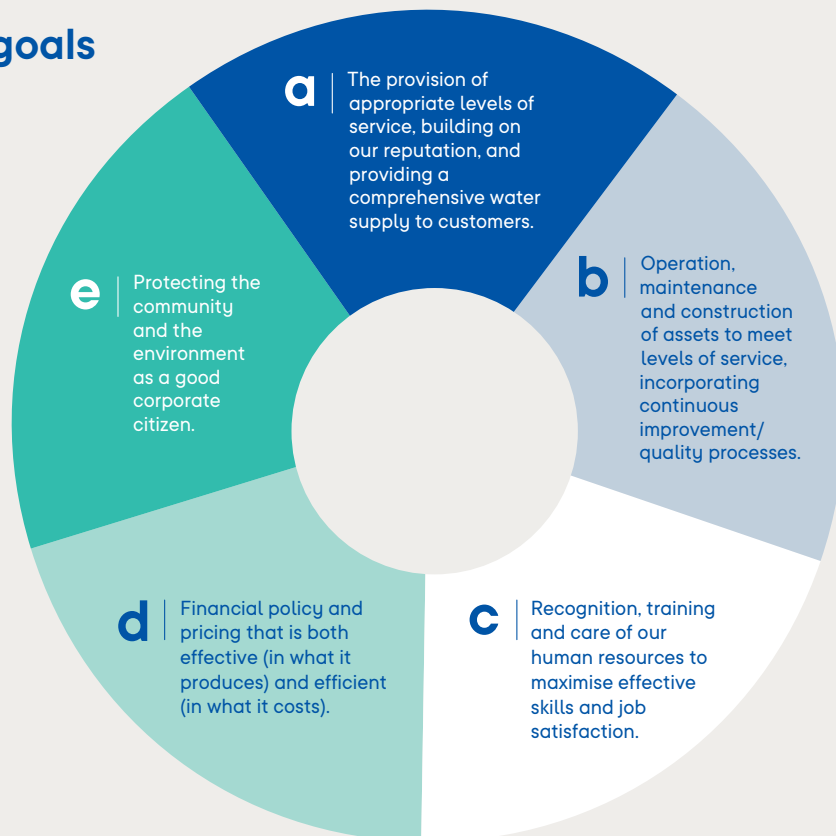 goals
a
The provision of
appropriate levels of
service, building on
our reputation, and
providing a
comprehensive water
supply to customers.
b
Operation,
maintenance
and construction
of assets to meet
levels of service,
incorporating
continuous
improvement/
quality processes.
c
Recognition, training
and care of our
human resources to
maximise effective
skills and job
satisfaction.
d
Financial policy and
pricing that is both
effective (in what it
produces) and efficient
(in what it costs).
e
Protecting the
community
and the
environment
as a good
corporate
citizen.